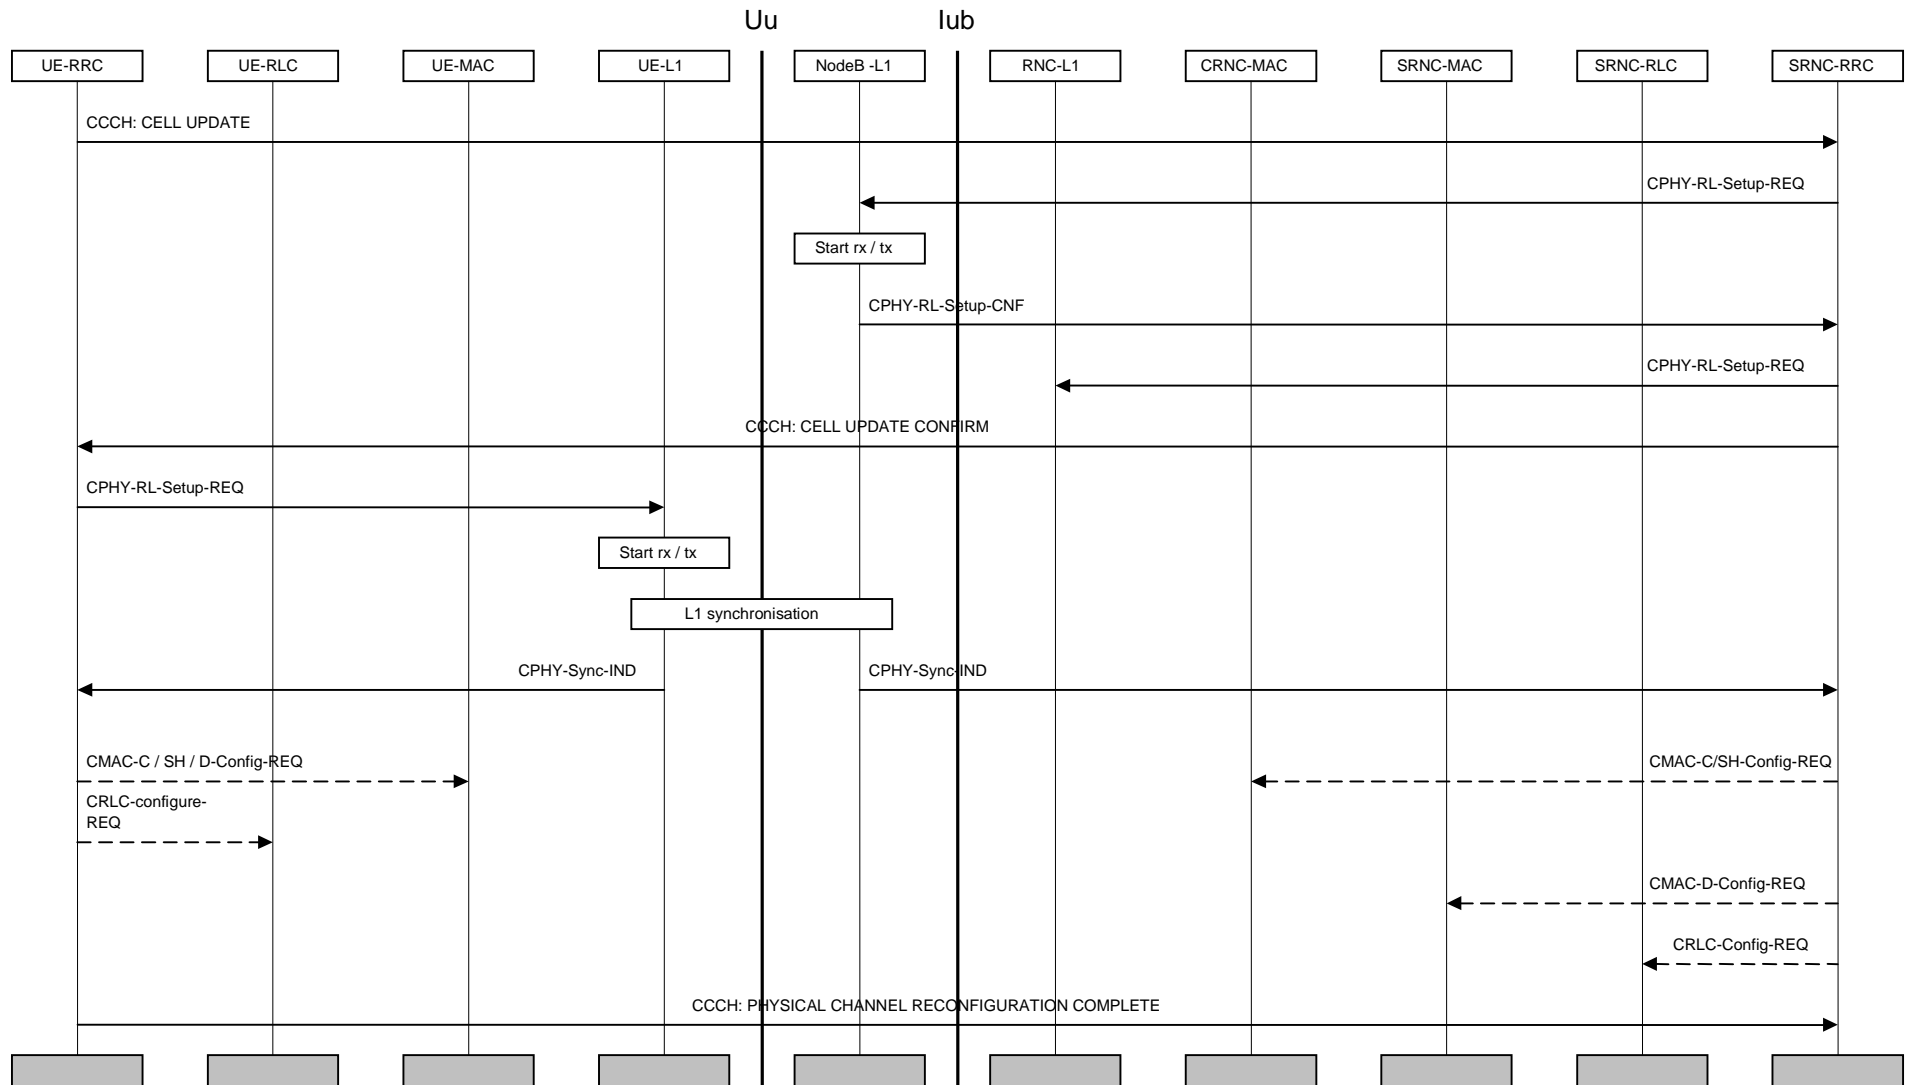 Uu
Iub
UE-RRC
UE-RLC
UE-MAC
UE-L1
NodeB -L1
RNC-L1
CRNC-MAC
SRNC-MAC
SRNC-RLC
SRNC-RRC
CCCH: CELL UPDATE
CPHY-RL-Setup-REQ
Start rx / tx
CPHY-RL-Setup-CNF
CPHY-RL-Setup-REQ
CCCH: CELL UPDATE CONFIRM
CPHY-RL-Setup-REQ
Start rx / tx
L1 synchronisation
CPHY-Sync-IND
CPHY-Sync-IND
CMAC-C / SH / D-Config-REQ
CMAC-C/SH-Config-REQ
CRLC-configure-
REQ
CMAC-D-Config-REQ
CRLC-Config-REQ
CCCH: PHYSICAL CHANNEL RECONFIGURATION COMPLETE